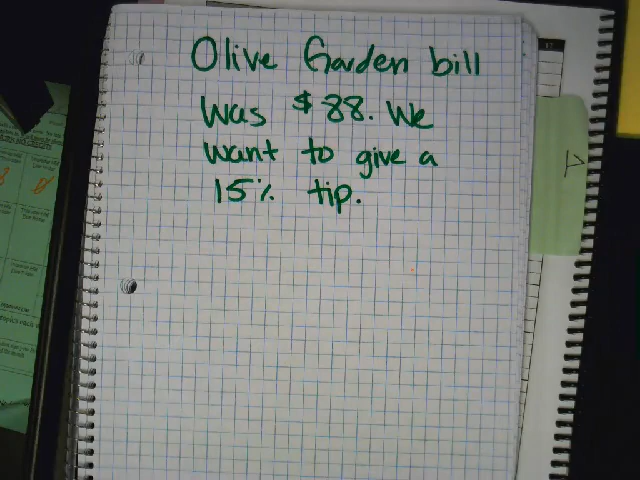 Olive Garden bill
was $88. We
want to give a
15% tip.